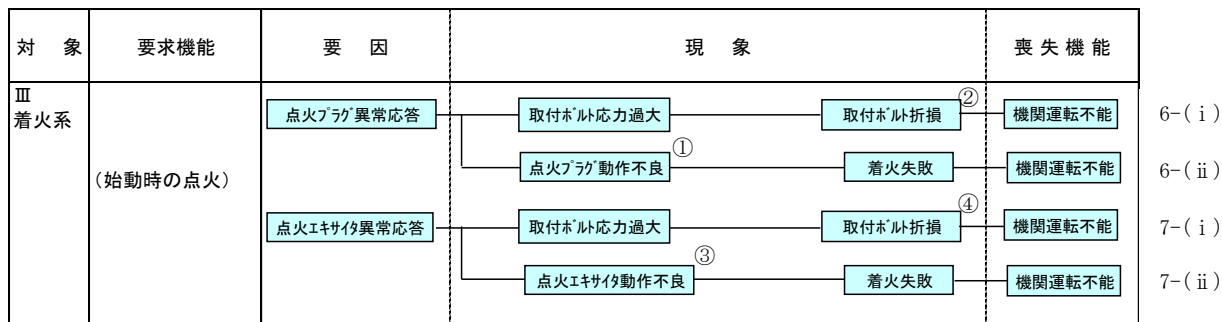 対　象　要求機能　要　因　現　象　喪失機能
Ⅲ
着火系
(始動時の点火)
点火ﾌﾟﾗｸﾞ異常応答　取付ﾎﾞﾙﾄ応力過大　取付ﾎﾞﾙﾄ折損　②　機関運転不能　6-(ⅰ)
点火ﾌﾟﾗｸﾞ動作不良　①　着火失敗　機関運転不能　6-(ⅱ)
点火ｴｷｻｲﾀ異常応答　取付ﾎﾞﾙﾄ応力過大　取付ﾎﾞﾙﾄ折損　④　機関運転不能　7-(ⅰ)
点火ｴｷｻｲﾀ動作不良　③　着火失敗　機関運転不能　7-(ⅱ)